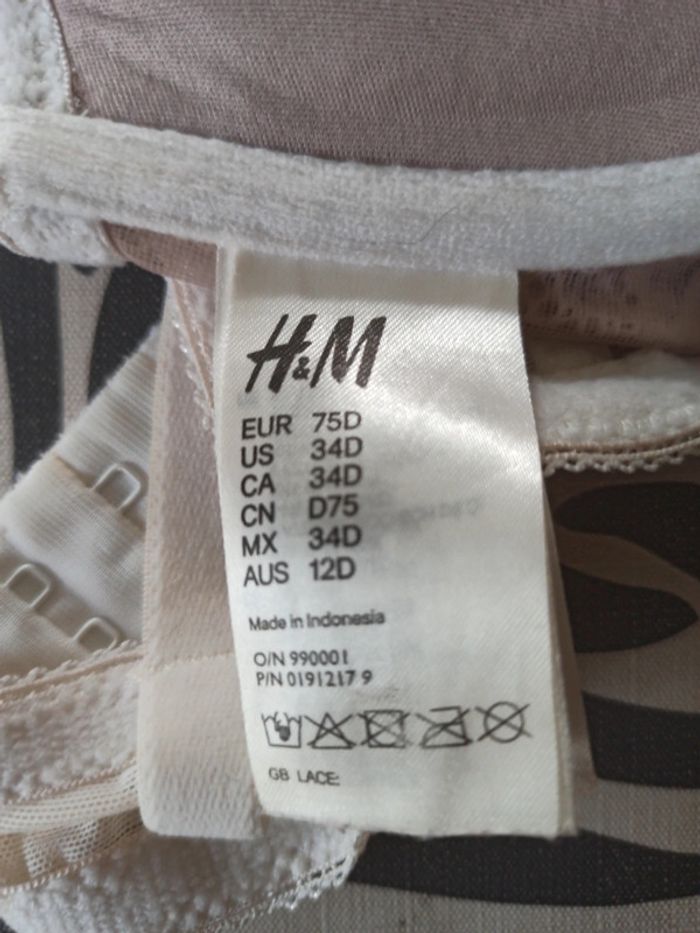 H&M
EUR 75D
US 34D
CA 34D
CN D75
MX 34D
AUS 12D
Made in Indonesia
O/N 990001
P/N 0191217 9
GB LACE: